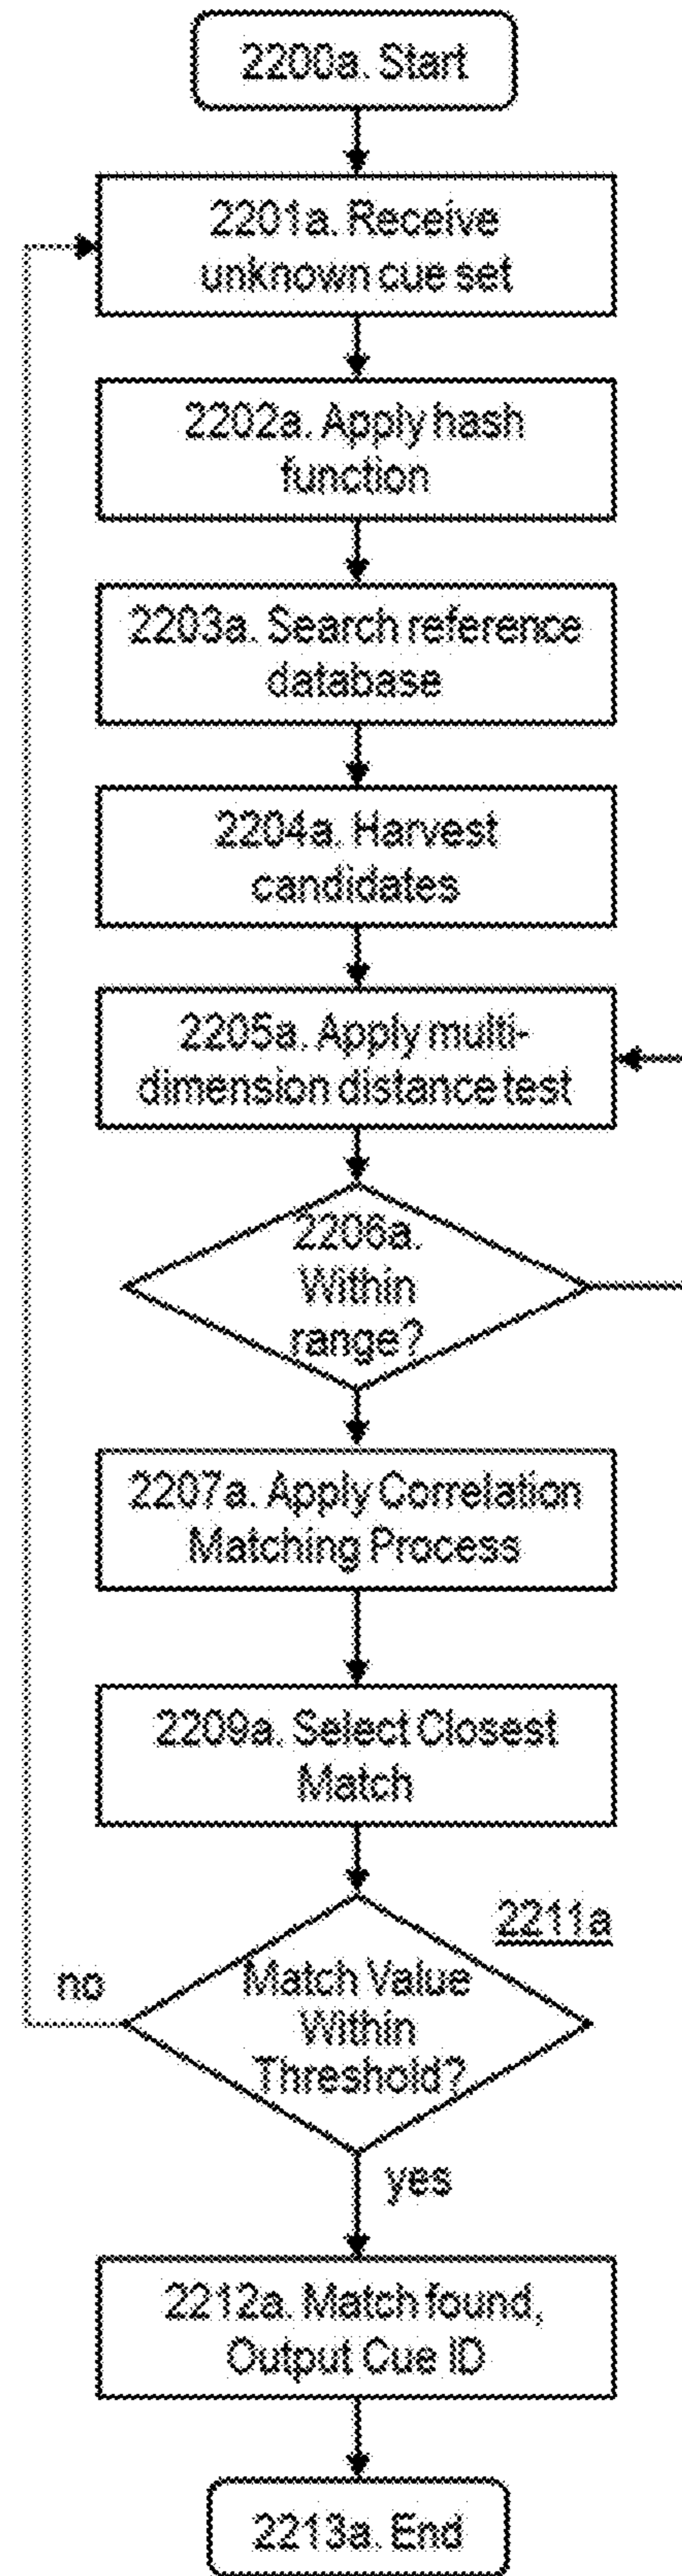 2200a. Start
2201a. Receive
unknown cue set
2202a. Apply hash
function
2203a. Search reference
database
2204a. Harvest
candidates
2205a. Apply multi-
dimension distance test
2206a.
Within
range?
2207a. Apply Correlation
Matching Process
2209a. Select Closest
Match
2211a
no
Match Value
Within
Threshold?
yes
2212a. Match found,
Output Cue ID
2213a. End